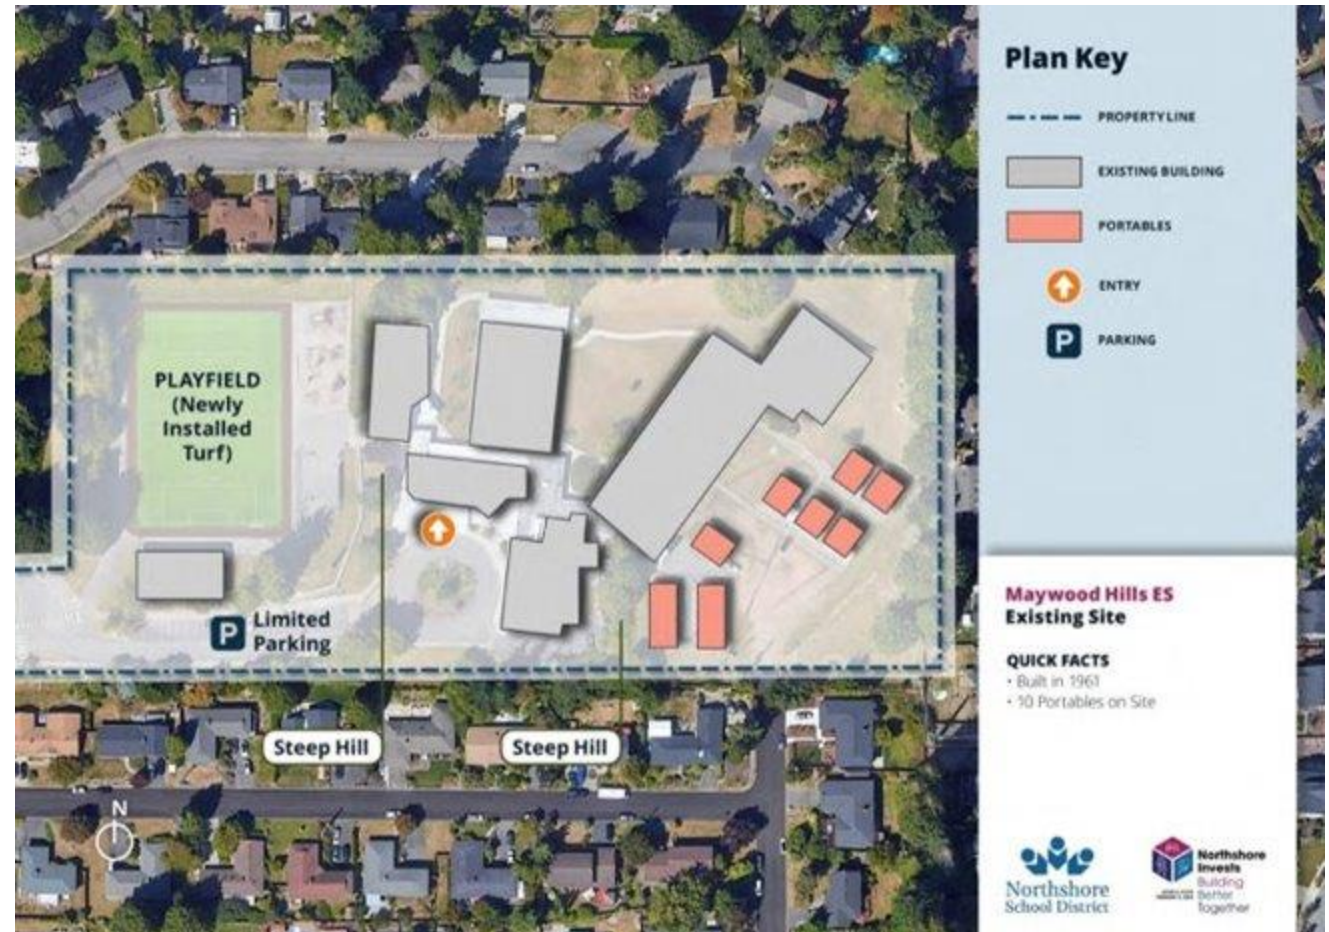 Plan Key
PROPERTY LINE
EXISTING BUILDING
PORTABLES
ENTRY
P
PARKING
PLAYFIELD
(Newly
Installed
Turf)
P
Limited
Parking
Steep Hill
Steep Hill
N
Maywood Hills ES
Existing Site
QUICK FACTS
• Built in 1961
• 10 Portables on Site
Northshore
School District
Northshore
Invests
Building
Better
Together